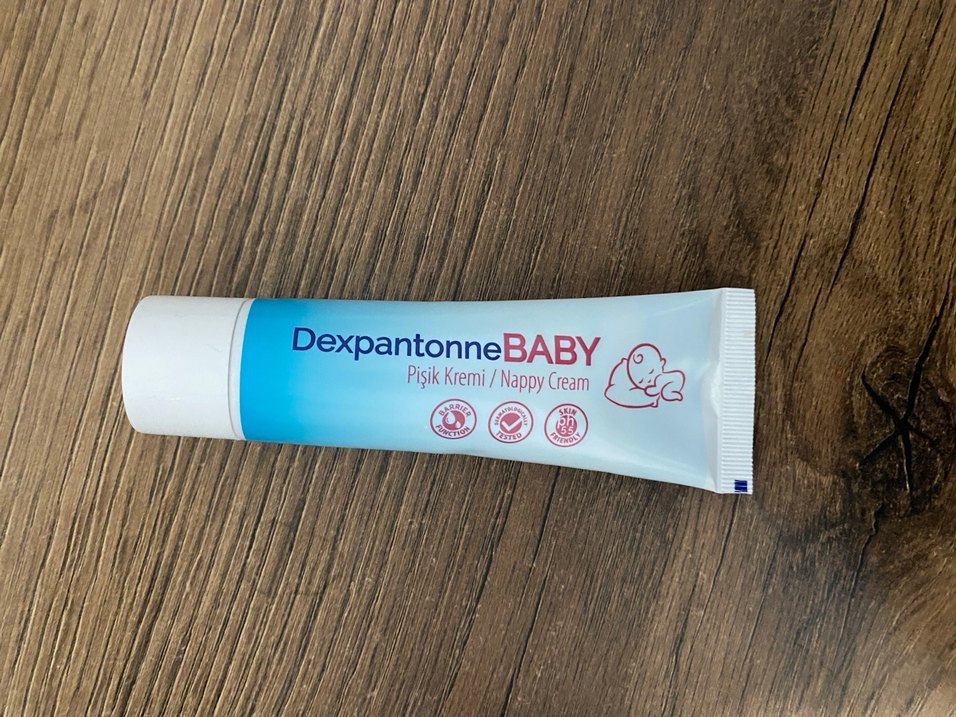 DexpantonneBABY
Pişik Kremi / Nappy Cream
BARRIER FUNCTION
DERMATOLOGICALLY TESTED
SKIN ph 5.5 FRIENDLY